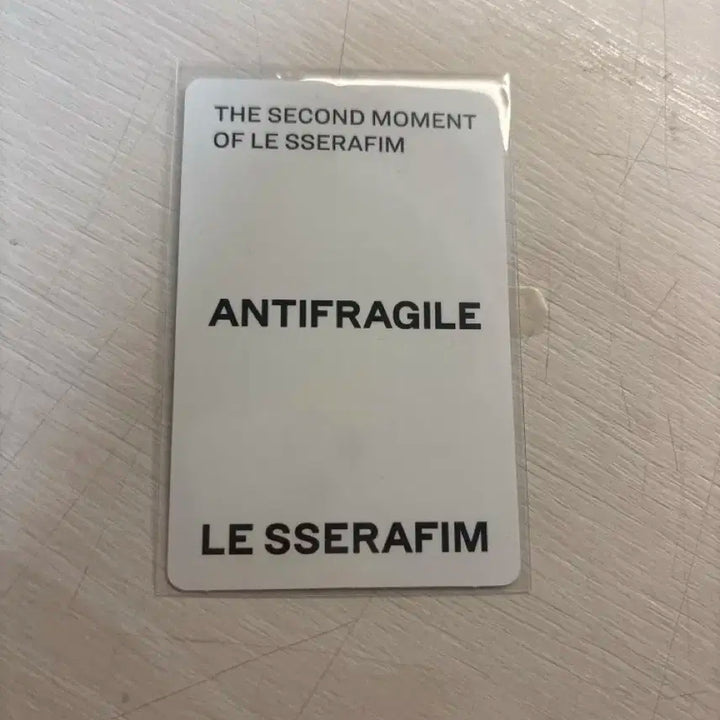 THE SECOND MOMENT
OF LE SSERAFIM
ANTIFRAGILE
LE SSERAFIM